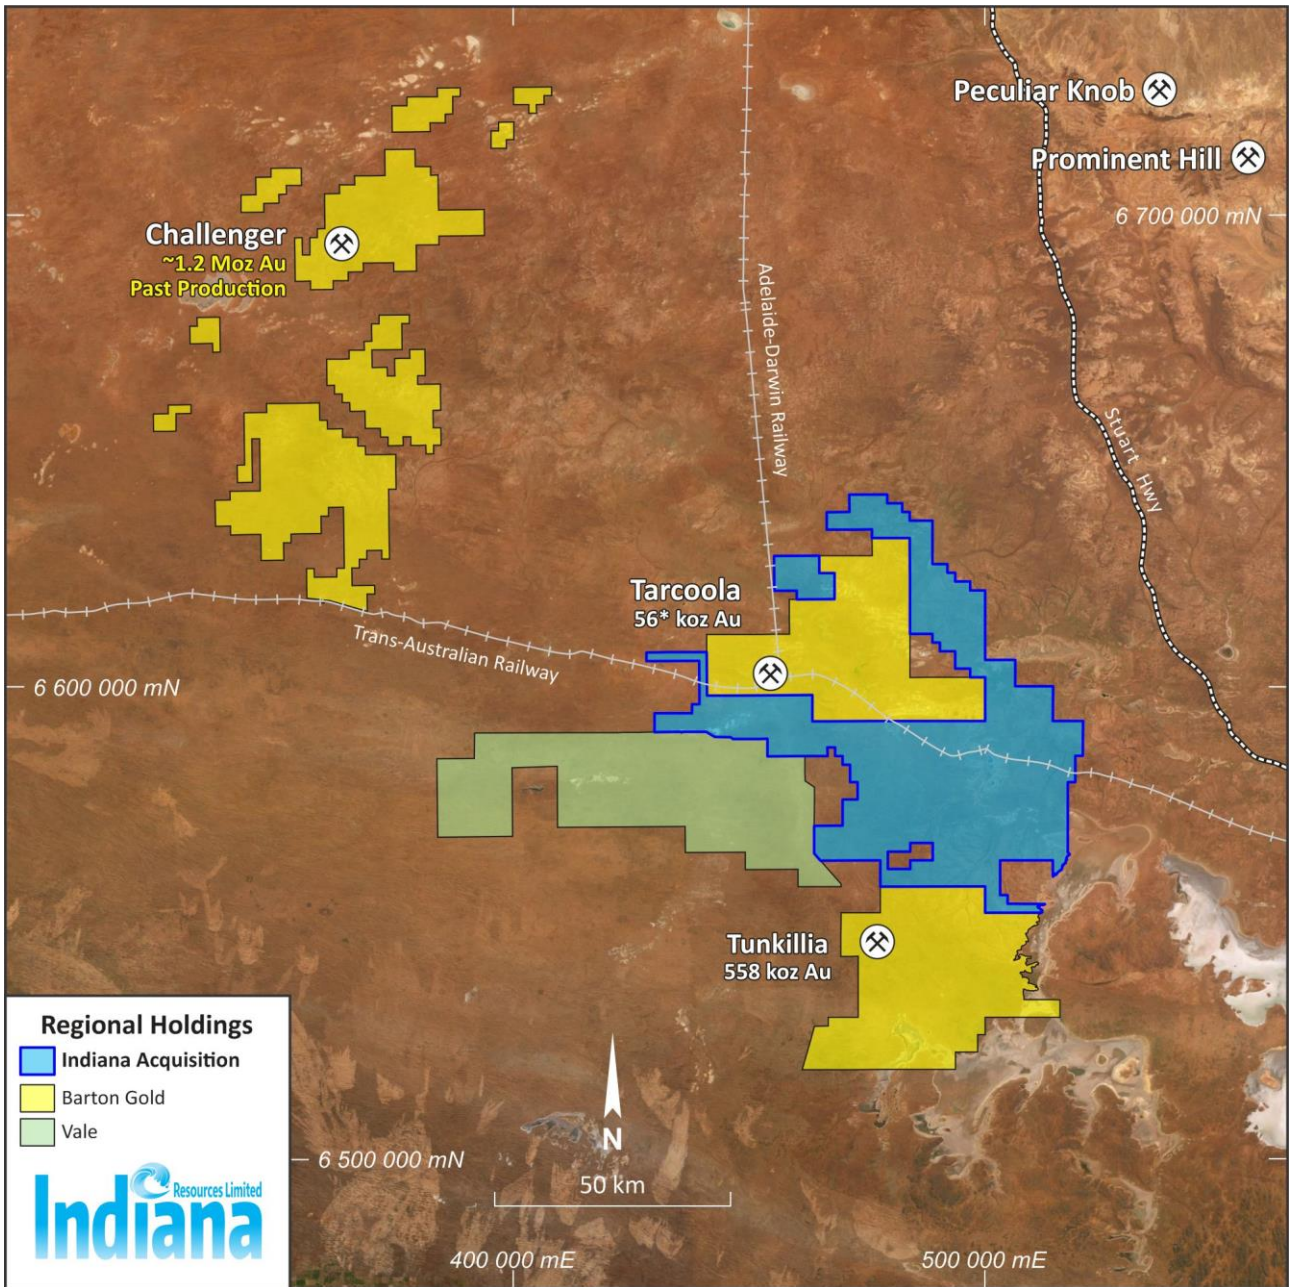 Peculiar Knob
Prominent Hill
6 700 000 mN
Challenger
~1.2 Moz Au
Past Production
Adelaide-Darwin Railway
Stuart Hwy
Tarcoola
56* koz Au
Trans-Australian Railway
6 600 000 mN
Tunkillia
558 koz Au
Regional Holdings
Indiana Acquisition
Barton Gold
Vale
Indiana
Resources Limited
N
6 500 000 mN
50 km
400 000 mE
500 000 mE